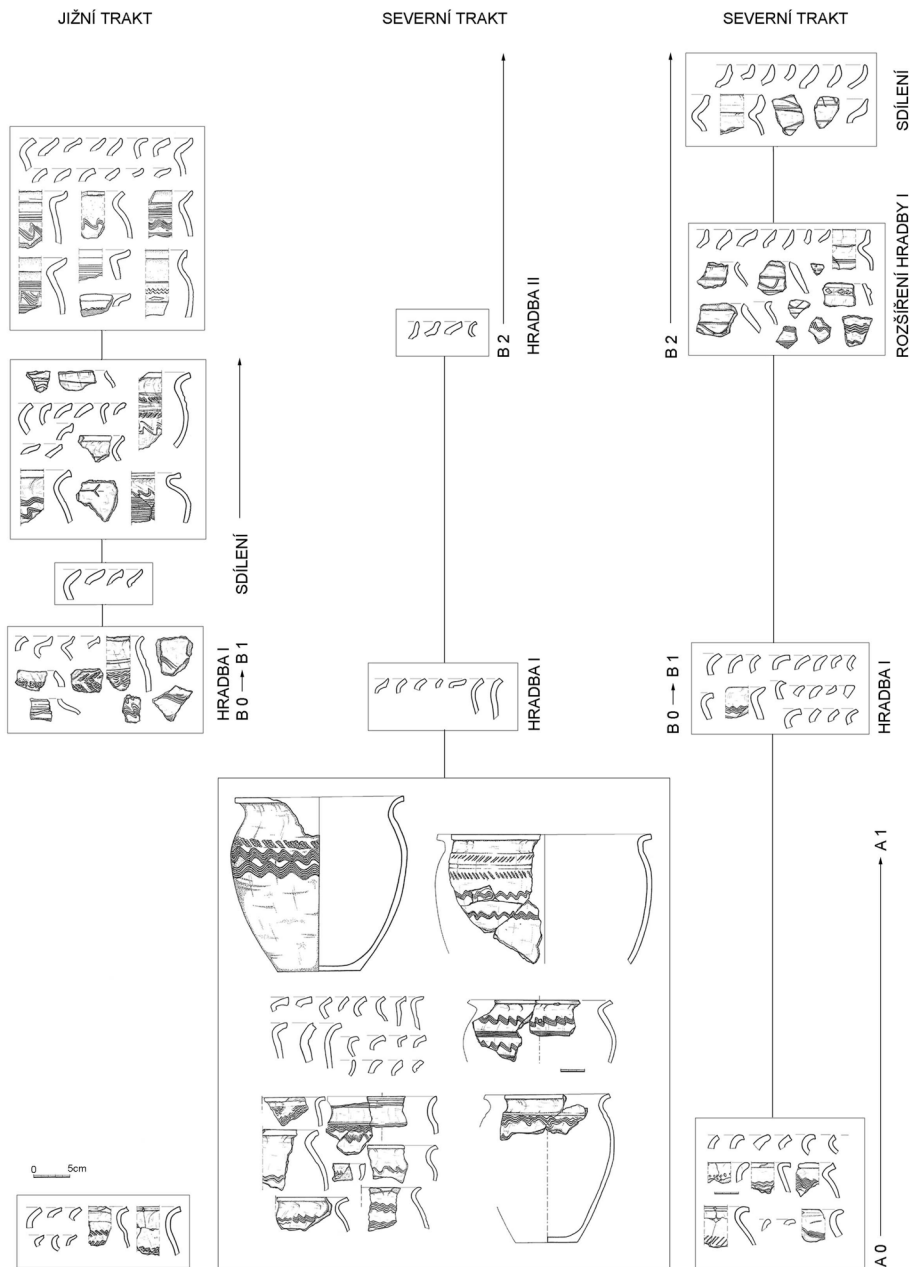 JIŽNÍ TRAKT
SEVERNÍ TRAKT
SEVERNÍ TRAKT
SDÍLENÍ
ROZŠÍŘENÍ HRADBY I
B 2
B 2
HRADBA II
SDÍLENÍ
HRADBA I
B 0 → B 1
HRADBA I
B 0 → B 1
HRADBA I
A 1
0 5cm
A 0